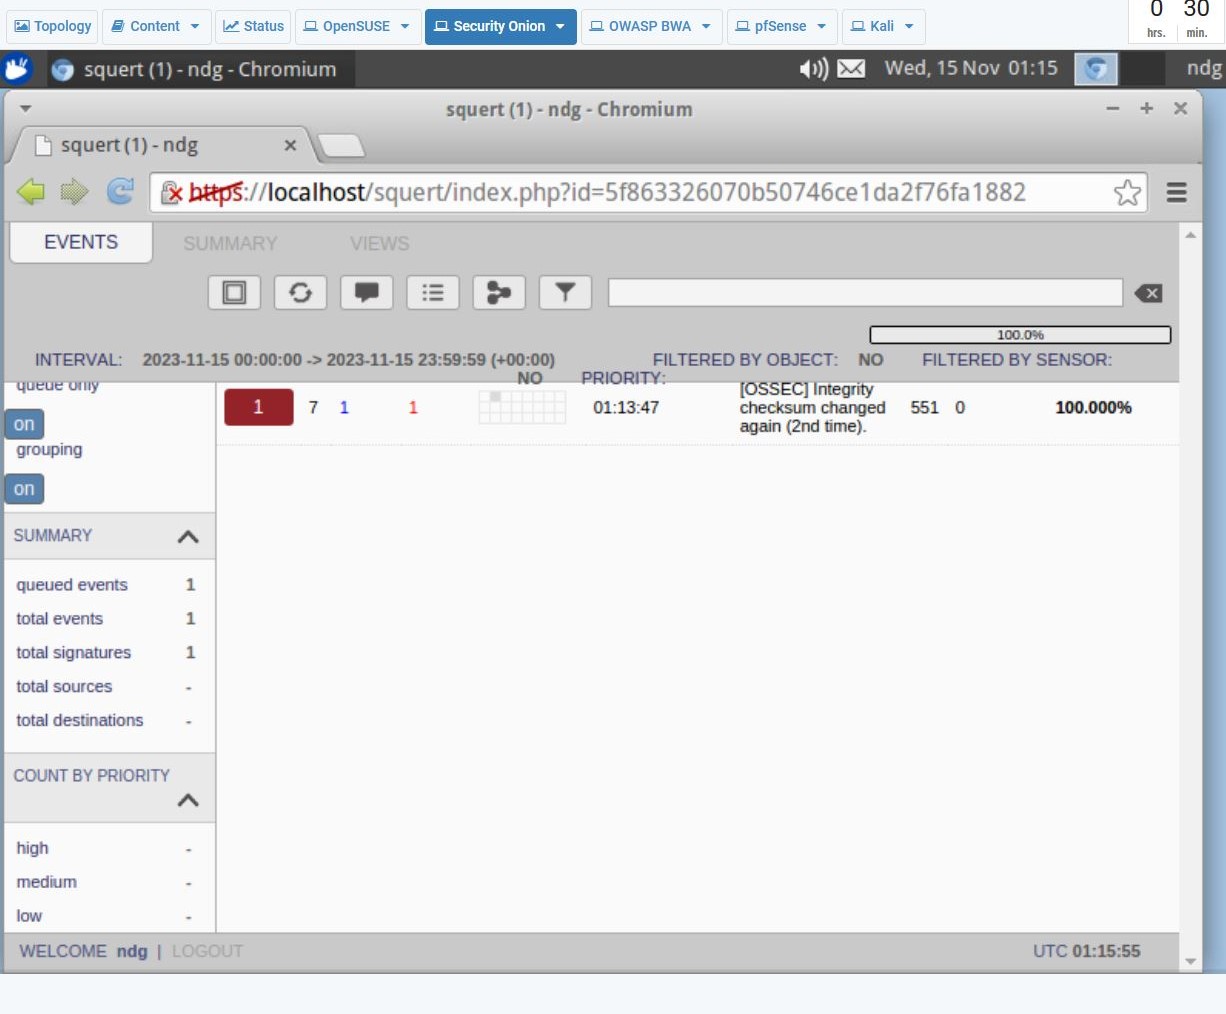 Topology Content Status OpenSUSE Security Onion OWASP BWA pfSense Kali 0 30
hrs. min.
squert (1) - ndg - Chromium Wed, 15 Nov 01:15 ndg
squert (1) - ndg - Chromium
squert (1) - ndg
https://localhost/squert/index.php?id=5f863326070b50746ce1da2f76fa1882
EVENTS SUMMARY VIEWS
100.0%
INTERVAL: 2023-11-15 00:00:00 -> 2023-11-15 23:59:59 (+00:00) FILTERED BY OBJECT: NO FILTERED BY SENSOR:
NO PRIORITY:
queue only
on
grouping
on
1 7 1 1 01:13:47 [OSSEC] Integrity
checksum changed
again (2nd time). 551 0 100.000%
SUMMARY
queued events 1
total events 1
total signatures 1
total sources -
total destinations -
COUNT BY PRIORITY
high -
medium -
low -
WELCOME ndg | LOGOUT UTC 01:15:55